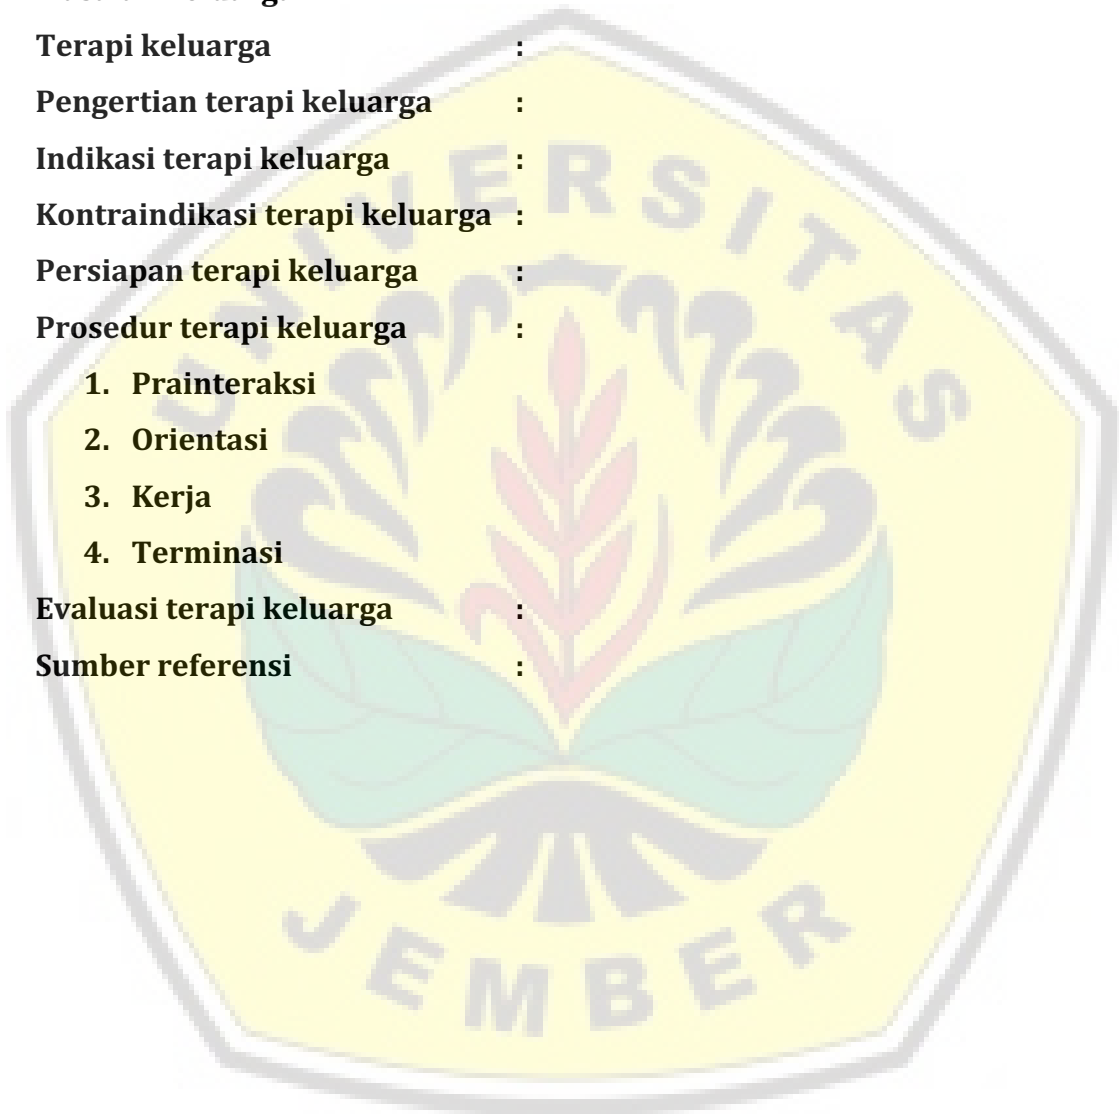 Terapi keluarga :
Pengertian terapi keluarga :
Indikasi terapi keluarga :
Kontraindikasi terapi keluarga :
Persiapan terapi keluarga :
Prosedur terapi keluarga :
1. Prainteraksi
2. Orientasi
3. Kerja
4. Terminasi
Evaluasi terapi keluarga :
Sumber referensi :
UNIVERSITAS
JEMBER